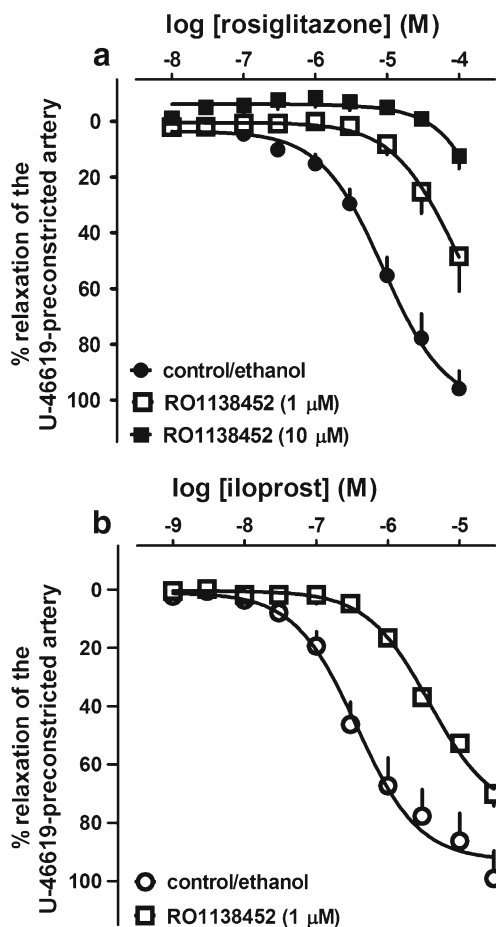 log [rosiglitazone] (M)
a
-8 -7 -6 -5 -4
% relaxation of the
U-46619-preconstricted artery
0
20
40
60
80
100
control/ethanol
RO1138452 (1 μM)
RO1138452 (10 μM)
log [iloprost] (M)
b
-9 -8 -7 -6 -5
% relaxation of the
U-46619-preconstricted artery
0
20
40
60
80
100
control/ethanol
RO1138452 (1 μM)